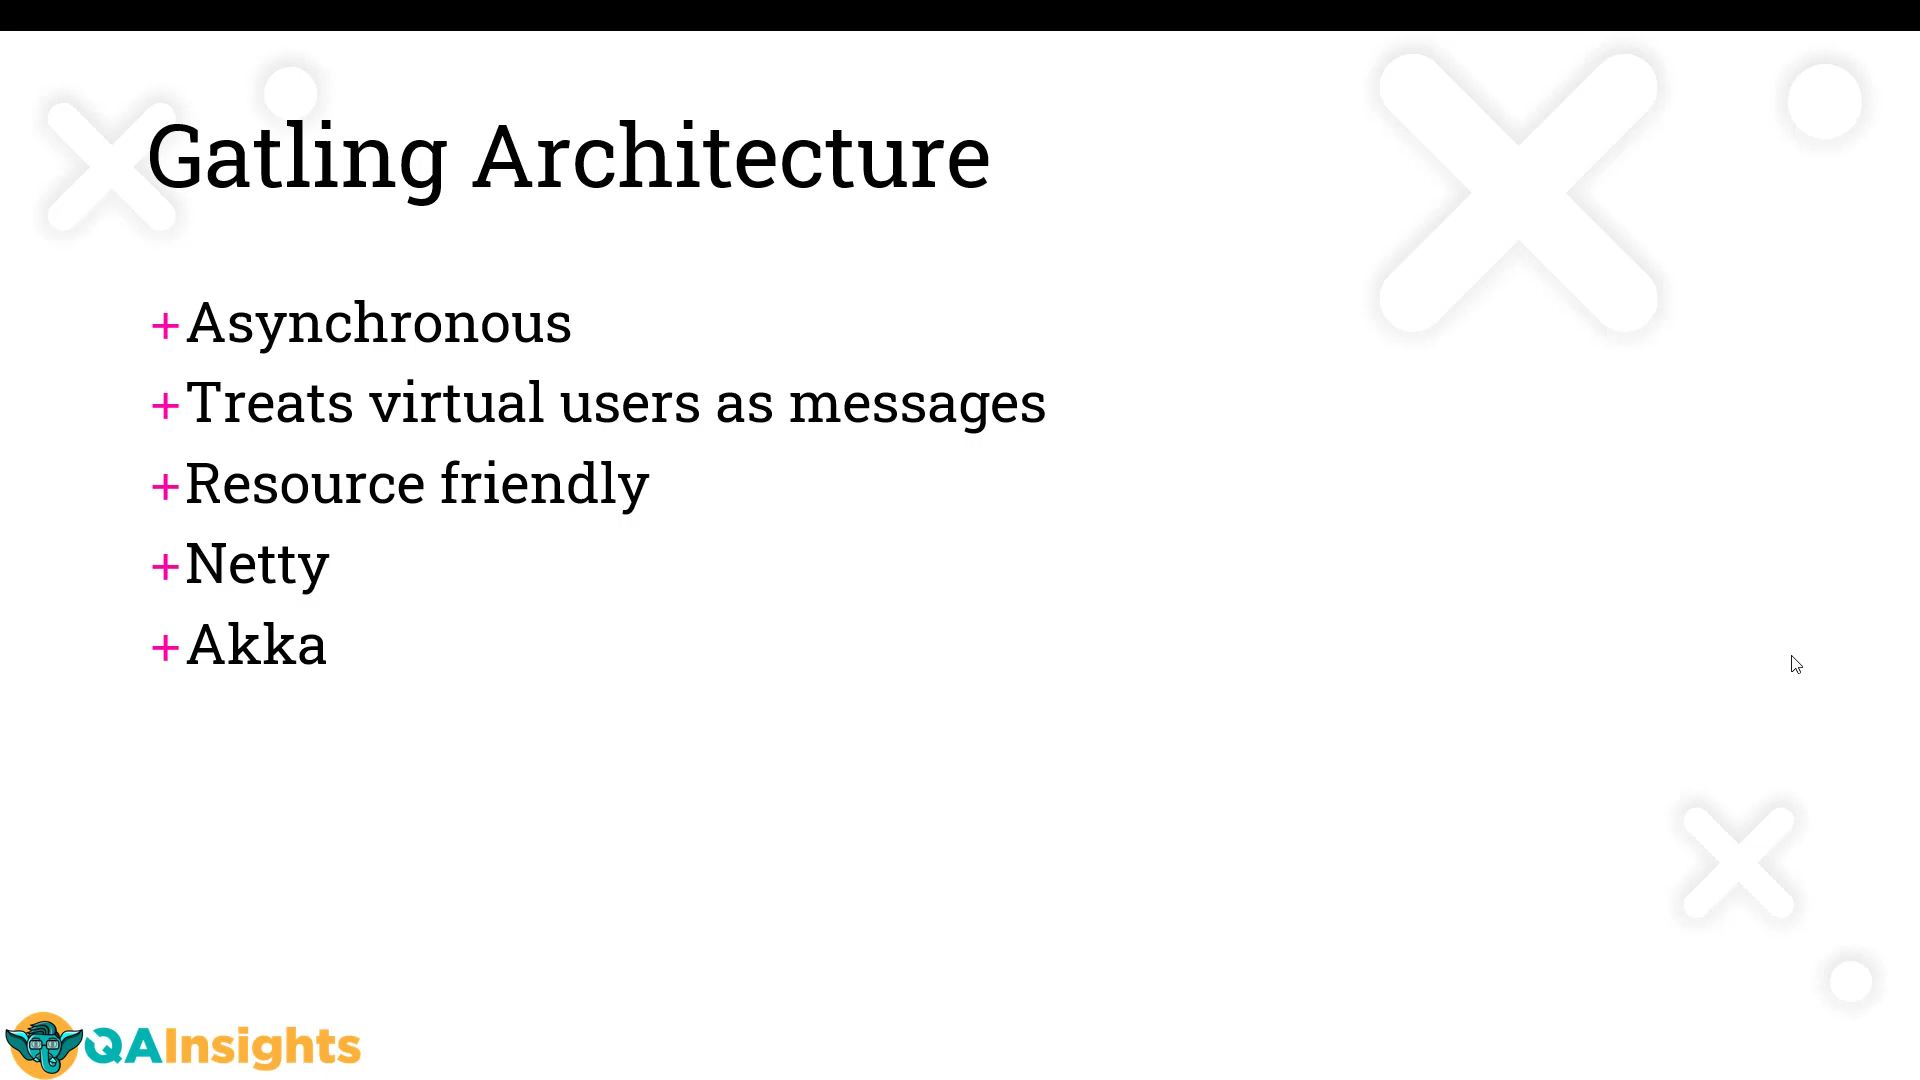 Gatling Architecture
+Asynchronous
+Treats virtual users as messages
+Resource friendly
+Netty
+Akka
QAInsights